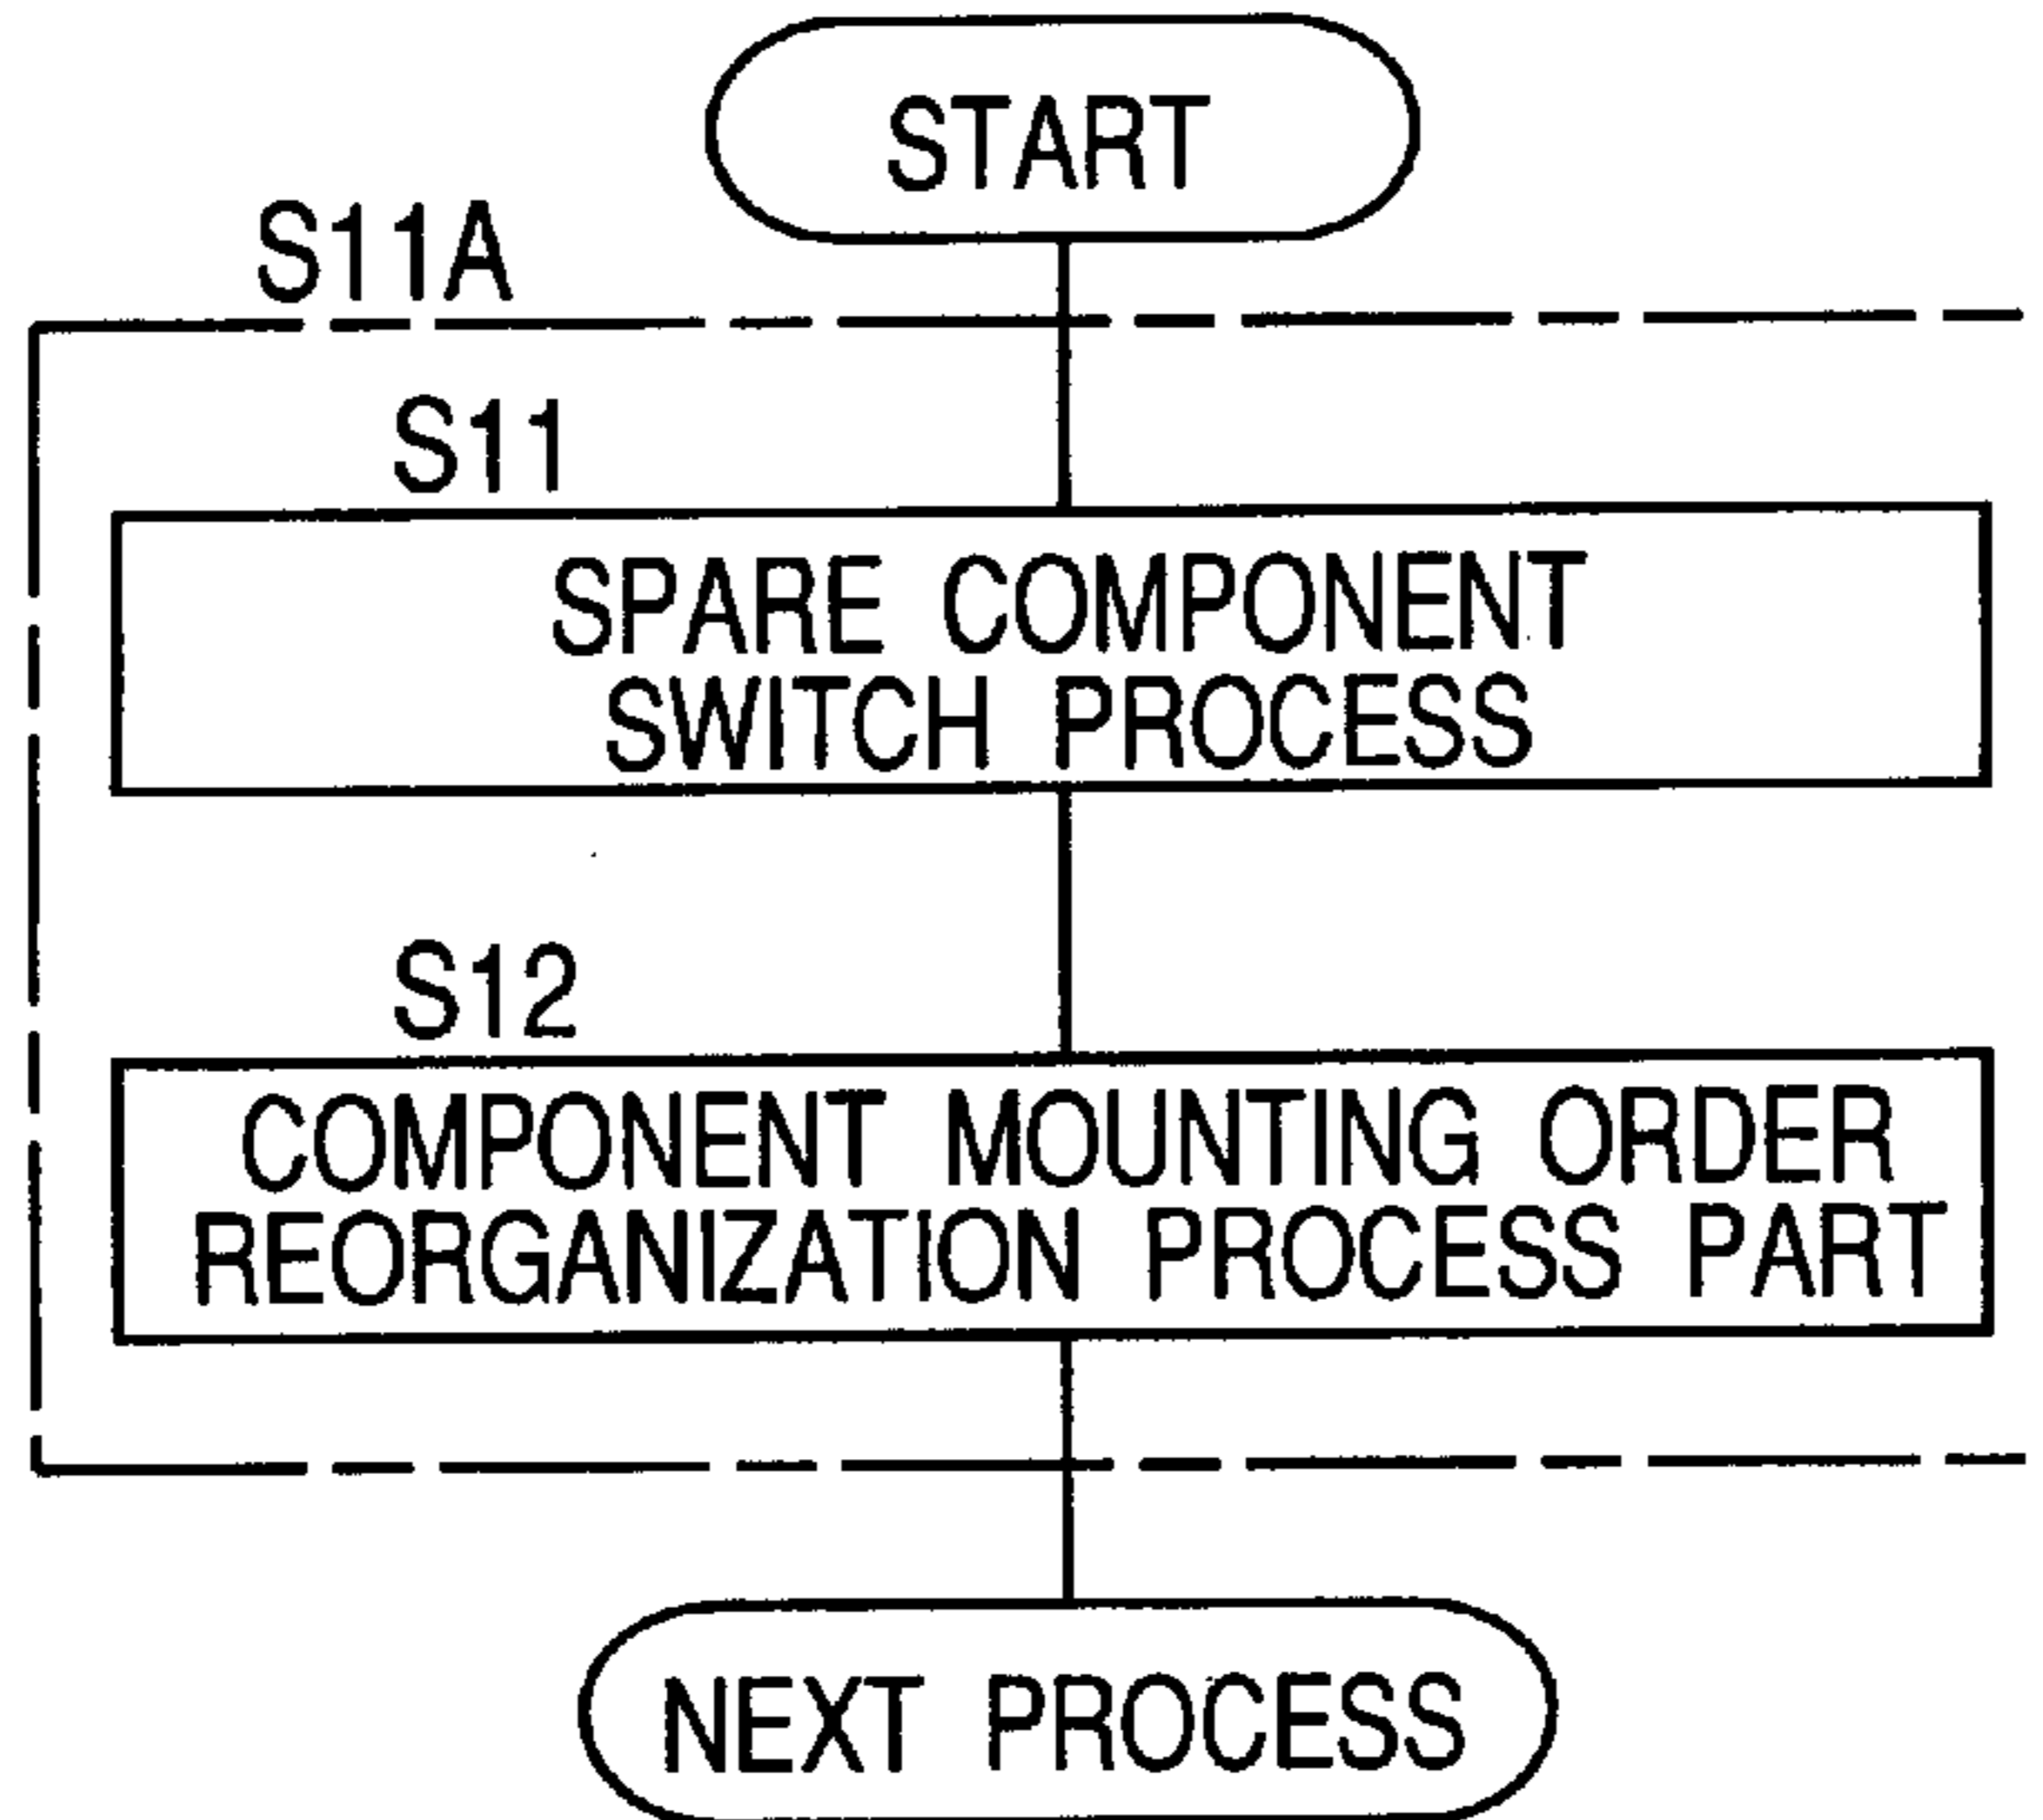 START
S11A
S11
SPARE COMPONENT
SWITCH PROCESS
S12
COMPONENT MOUNTING ORDER
REORGANIZATION PROCESS PART
NEXT PROCESS